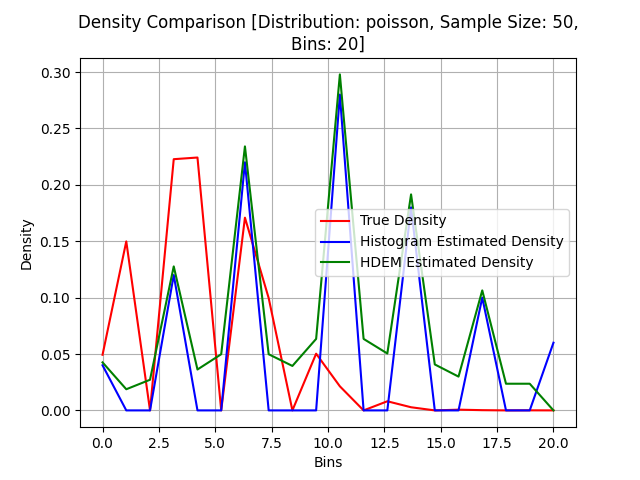 Density Comparison [Distribution: poisson, Sample Size: 50,
Bins: 20]
0.30
0.25
0.20
0.15
0.10
0.05
0.00
Density
True Density
Histogram Estimated Density
HDEM Estimated Density
0.0 2.5 5.0 7.5 10.0 12.5 15.0 17.5 20.0
Bins